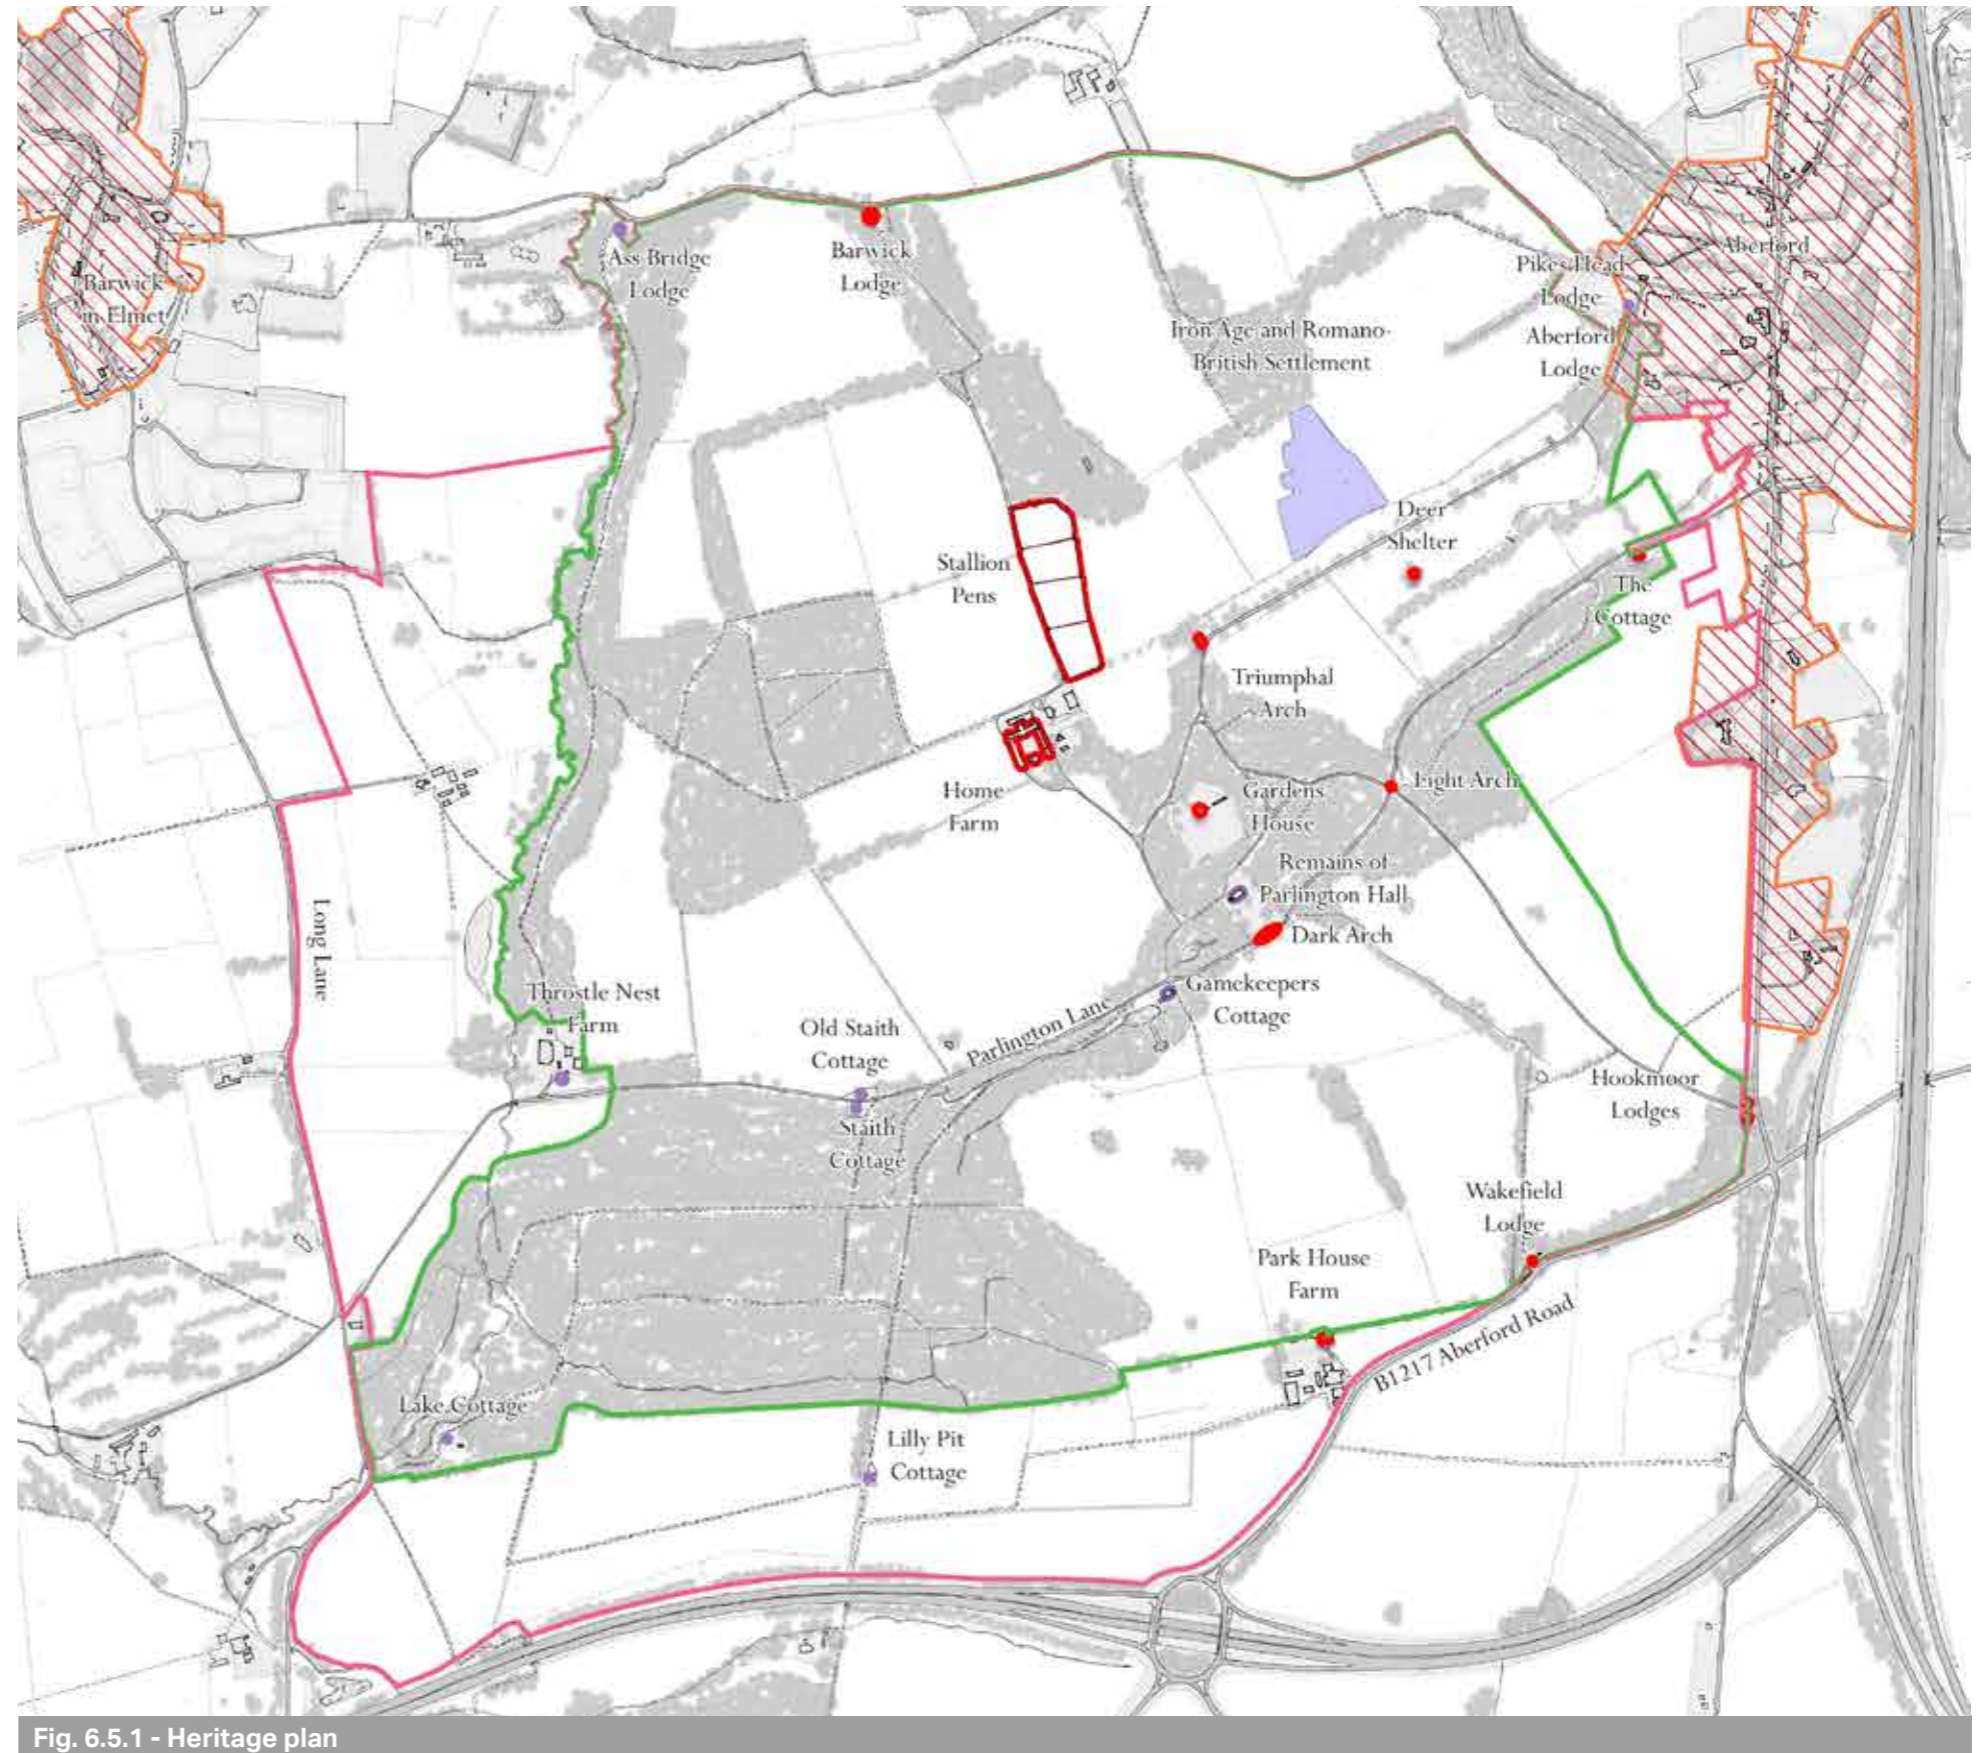 Barwick
in Elmet
Ass Bridge
Lodge
Barwick
Lodge
Aberford
Pikes Head
Lodge
Iron Age and Romano-
British Settlement
Aberford
Lodge
Deer
Shelter
Stallion
Pens
The
Cottage
Triumphal
Arch
Home
Farm
Light Arch
Gardens
House
Remains of
Parlington Hall
Dark Arch
Long Lane
Throstle Nest
Farm
Gamekeepers
Cottage
Old Staith
Cottage
Parlington Lane
Hookmoor
Lodges
Staith
Cottage
Wakefield
Lodge
Park House
Farm
B1217 Aberford Road
Lake Cottage
Lilly Pit
Cottage
Fig. 6.5.1 - Heritage plan